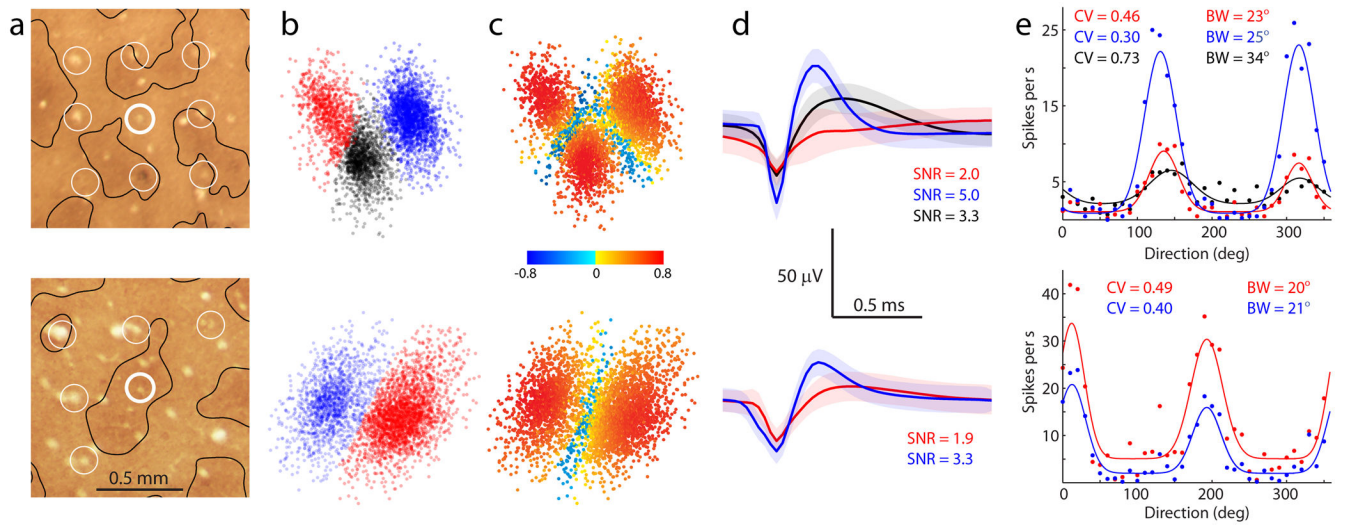 a
b
c
d
e
0.5 mm
-0.8
0
0.8
SNR = 2.0
SNR = 5.0
SNR = 3.3
50 μV
0.5 ms
SNR = 1.9
SNR = 3.3
CV = 0.46
CV = 0.30
CV = 0.73
BW = 23°
BW = 25°
BW = 34°
Spikes per s
25
15
5
0
100
200
300
Direction (deg)
CV = 0.49
CV = 0.40
BW = 20°
BW = 21°
Spikes per s
40
30
20
10
0
100
200
300
Direction (deg)